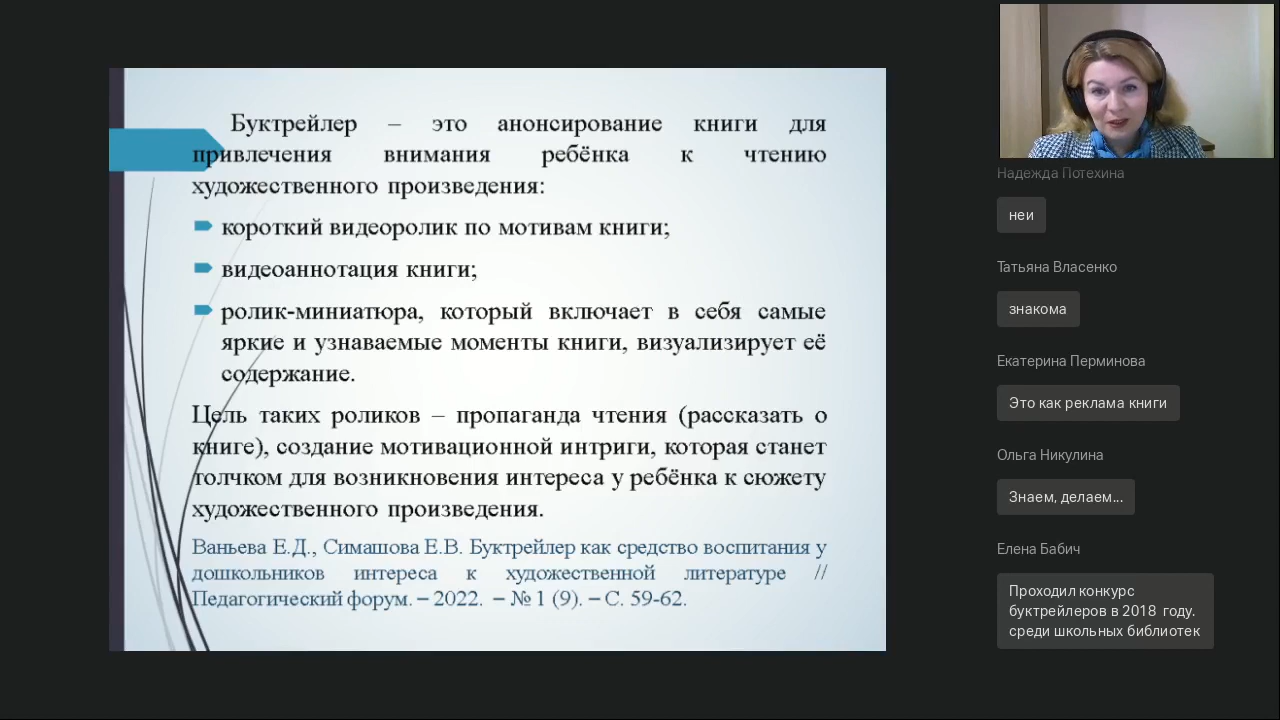 Буктрейлер – это анонсирование книги для
привлечения внимания ребёнка к чтению
художественного произведения:
короткий видеоролик по мотивам книги;
видеоаннотация книги;
ролик-миниатюра, который включает в себя самые
яркие и узнаваемые моменты книги, визуализирует её
содержание.
Цель таких роликов – пропаганда чтения (рассказать о
книге), создание мотивационной интриги, которая станет
толчком для возникновения интереса у ребёнка к сюжету
художественного произведения.
Ваньева Е.Д., Симашова Е.В. Буктрейлер как средство воспитания у
дошкольников интереса к художественной литературе //
Педагогический форум. – 2022. – № 1 (9). – С. 59-62.
Надежда Потехина
неи
Татьяна Власенко
знакома
Екатерина Перминова
Это как реклама книги
Ольга Никулина
Знаем, делаем...
Елена Бабич
Проходил конкурс
буктрейлеров в 2018 году.
среди школьных библиотек